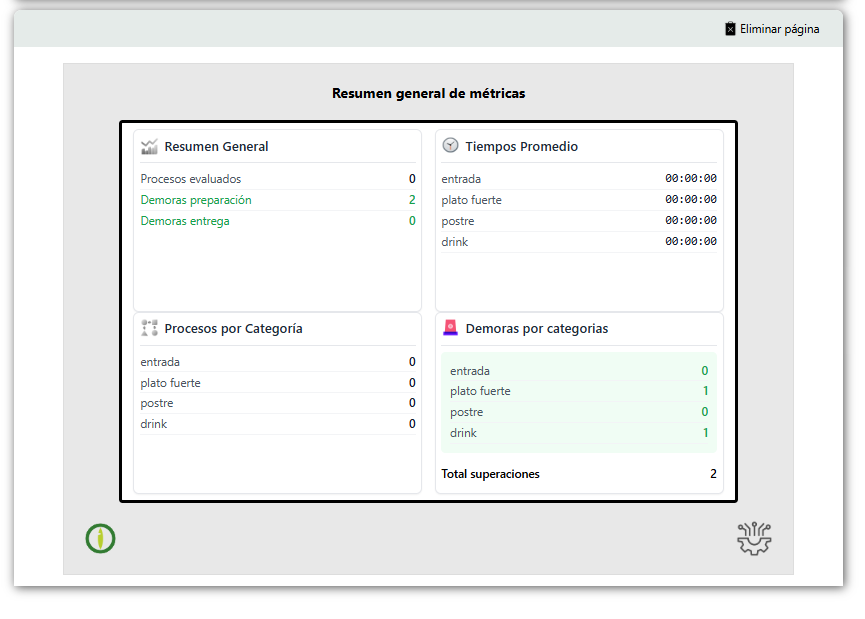 Eliminar página
Resumen general de métricas
Resumen General
Procesos evaluados 0
Demoras preparación 2
Demoras entrega 0
Tiempos Promedio
entrada 00:00:00
plato fuerte 00:00:00
postre 00:00:00
drink 00:00:00
Procesos por Categoría
entrada 0
plato fuerte 0
postre 0
drink 0
Demoras por categorias
entrada 0
plato fuerte 1
postre 0
drink 1
Total superaciones 2